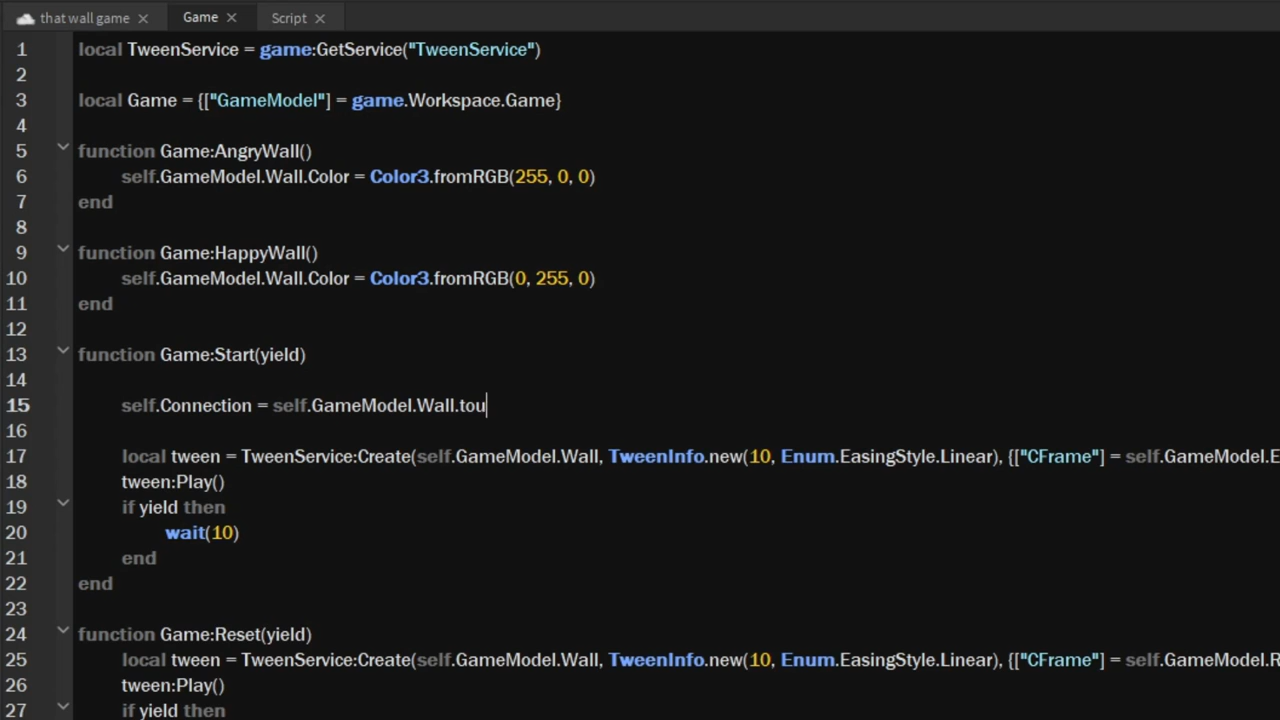 that wall game Game Script
1 local TweenService = game:GetService("TweenService")
2
3 local Game = {["GameModel"] = game.Workspace.Game}
4
5 function Game:AngryWall()
6 self.GameModel.Wall.Color = Color3.fromRGB(255, 0, 0)
7 end
8
9 function Game:HappyWall()
10 self.GameModel.Wall.Color = Color3.fromRGB(0, 255, 0)
11 end
12
13 function Game:Start(yield)
14
15 self.Connection = self.GameModel.Wall.tou
16
17 local tween = TweenService:Create(self.GameModel.Wall, TweenInfo.new(10, Enum.EasingStyle.Linear), {["CFrame"] = self.GameModel.E
18 tween:Play()
19 if yield then
20 wait(10)
21 end
22 end
23
24 function Game:Reset(yield)
25 local tween = TweenService:Create(self.GameModel.Wall, TweenInfo.new(10, Enum.EasingStyle.Linear), {["CFrame"] = self.GameModel.R
26 tween:Play()
27 if yield then